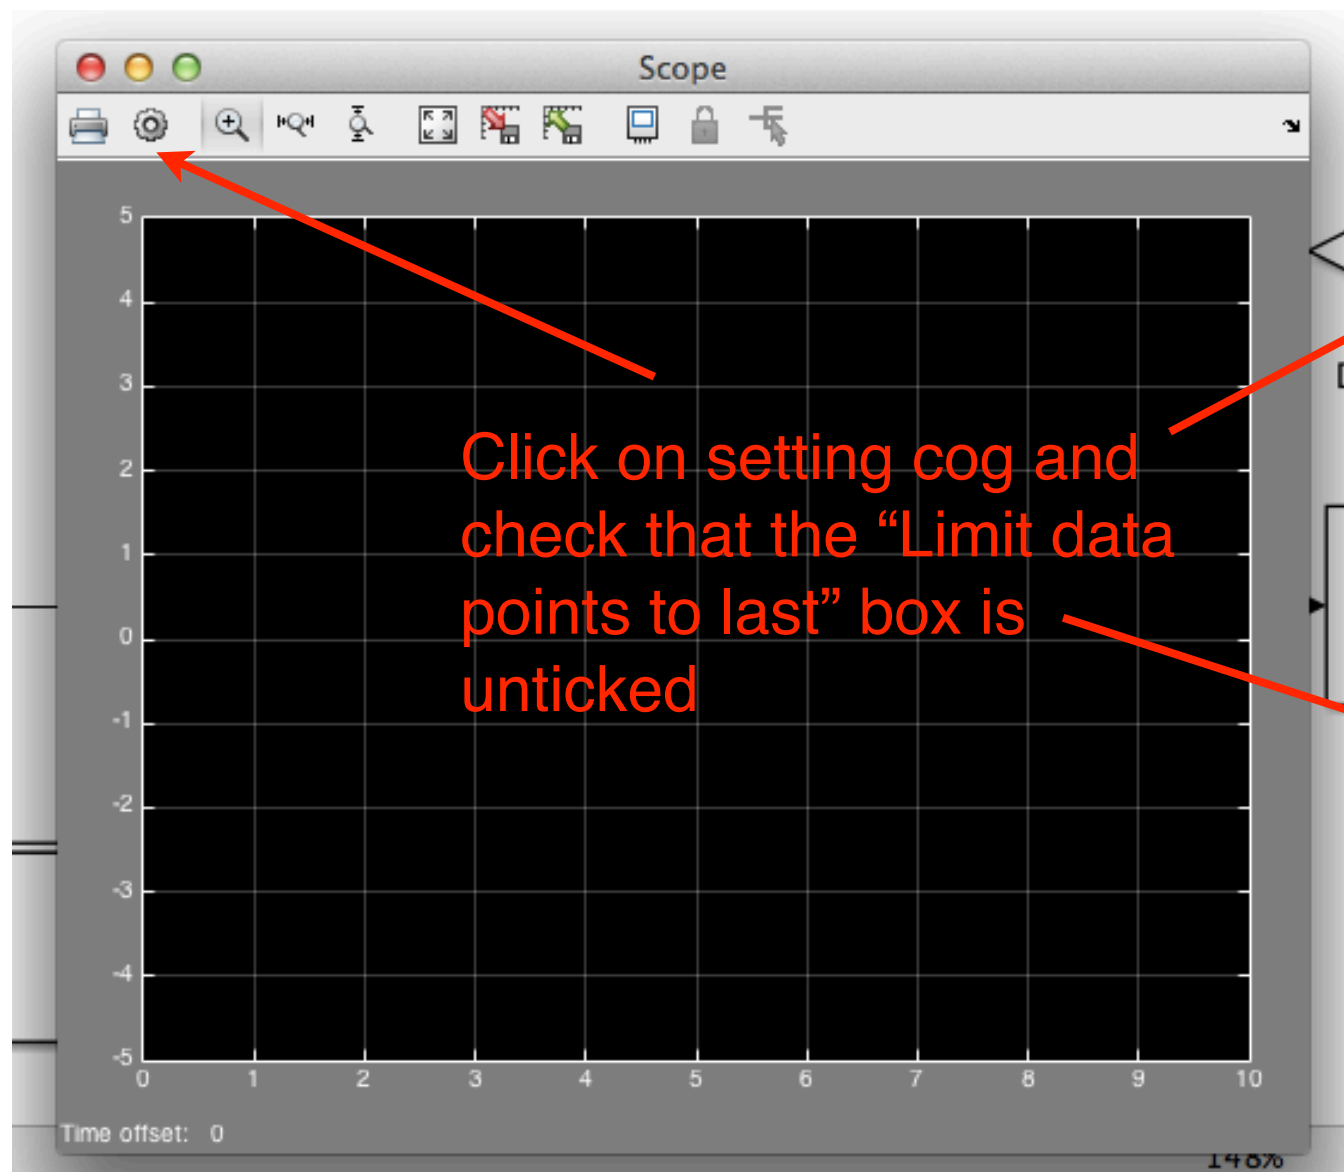 Scope
5
4
3
2
1
0
-1
-2
-3
-4
-5
Click on setting cog and
check that the “Limit data
points to last” box is
unticked
0 1 2 3 4 5 6 7 8 9 10
Time offset: 0
148%